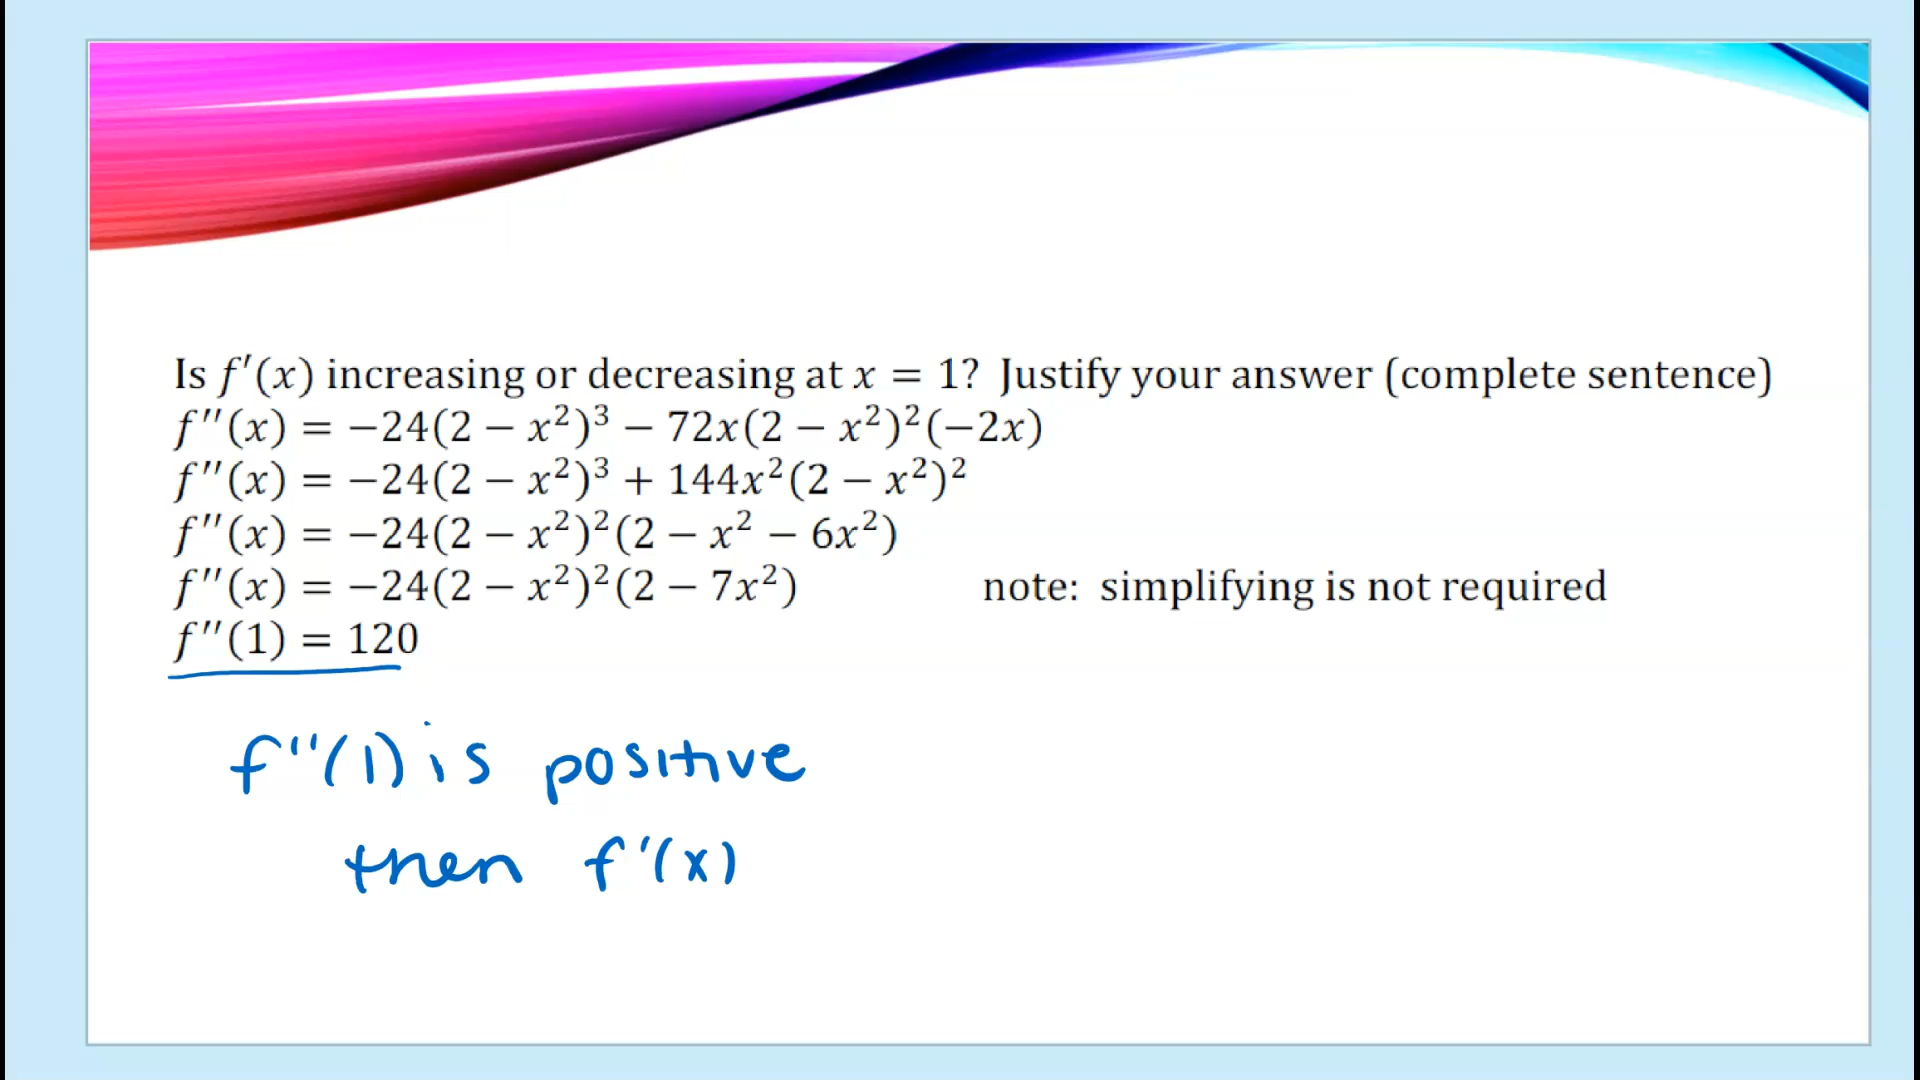 Is f′(x) increasing or decreasing at x = 1? Justify your answer (complete sentence)
f″(x) = −24(2 − x²)³ − 72x(2 − x²)²(−2x)
f″(x) = −24(2 − x²)³ + 144x²(2 − x²)²
f″(x) = −24(2 − x²)²(2 − x² − 6x²)
f″(x) = −24(2 − x²)²(2 − 7x²) note: simplifying is not required
f″(1) = 120
f″(1) is positive
then f′(x)